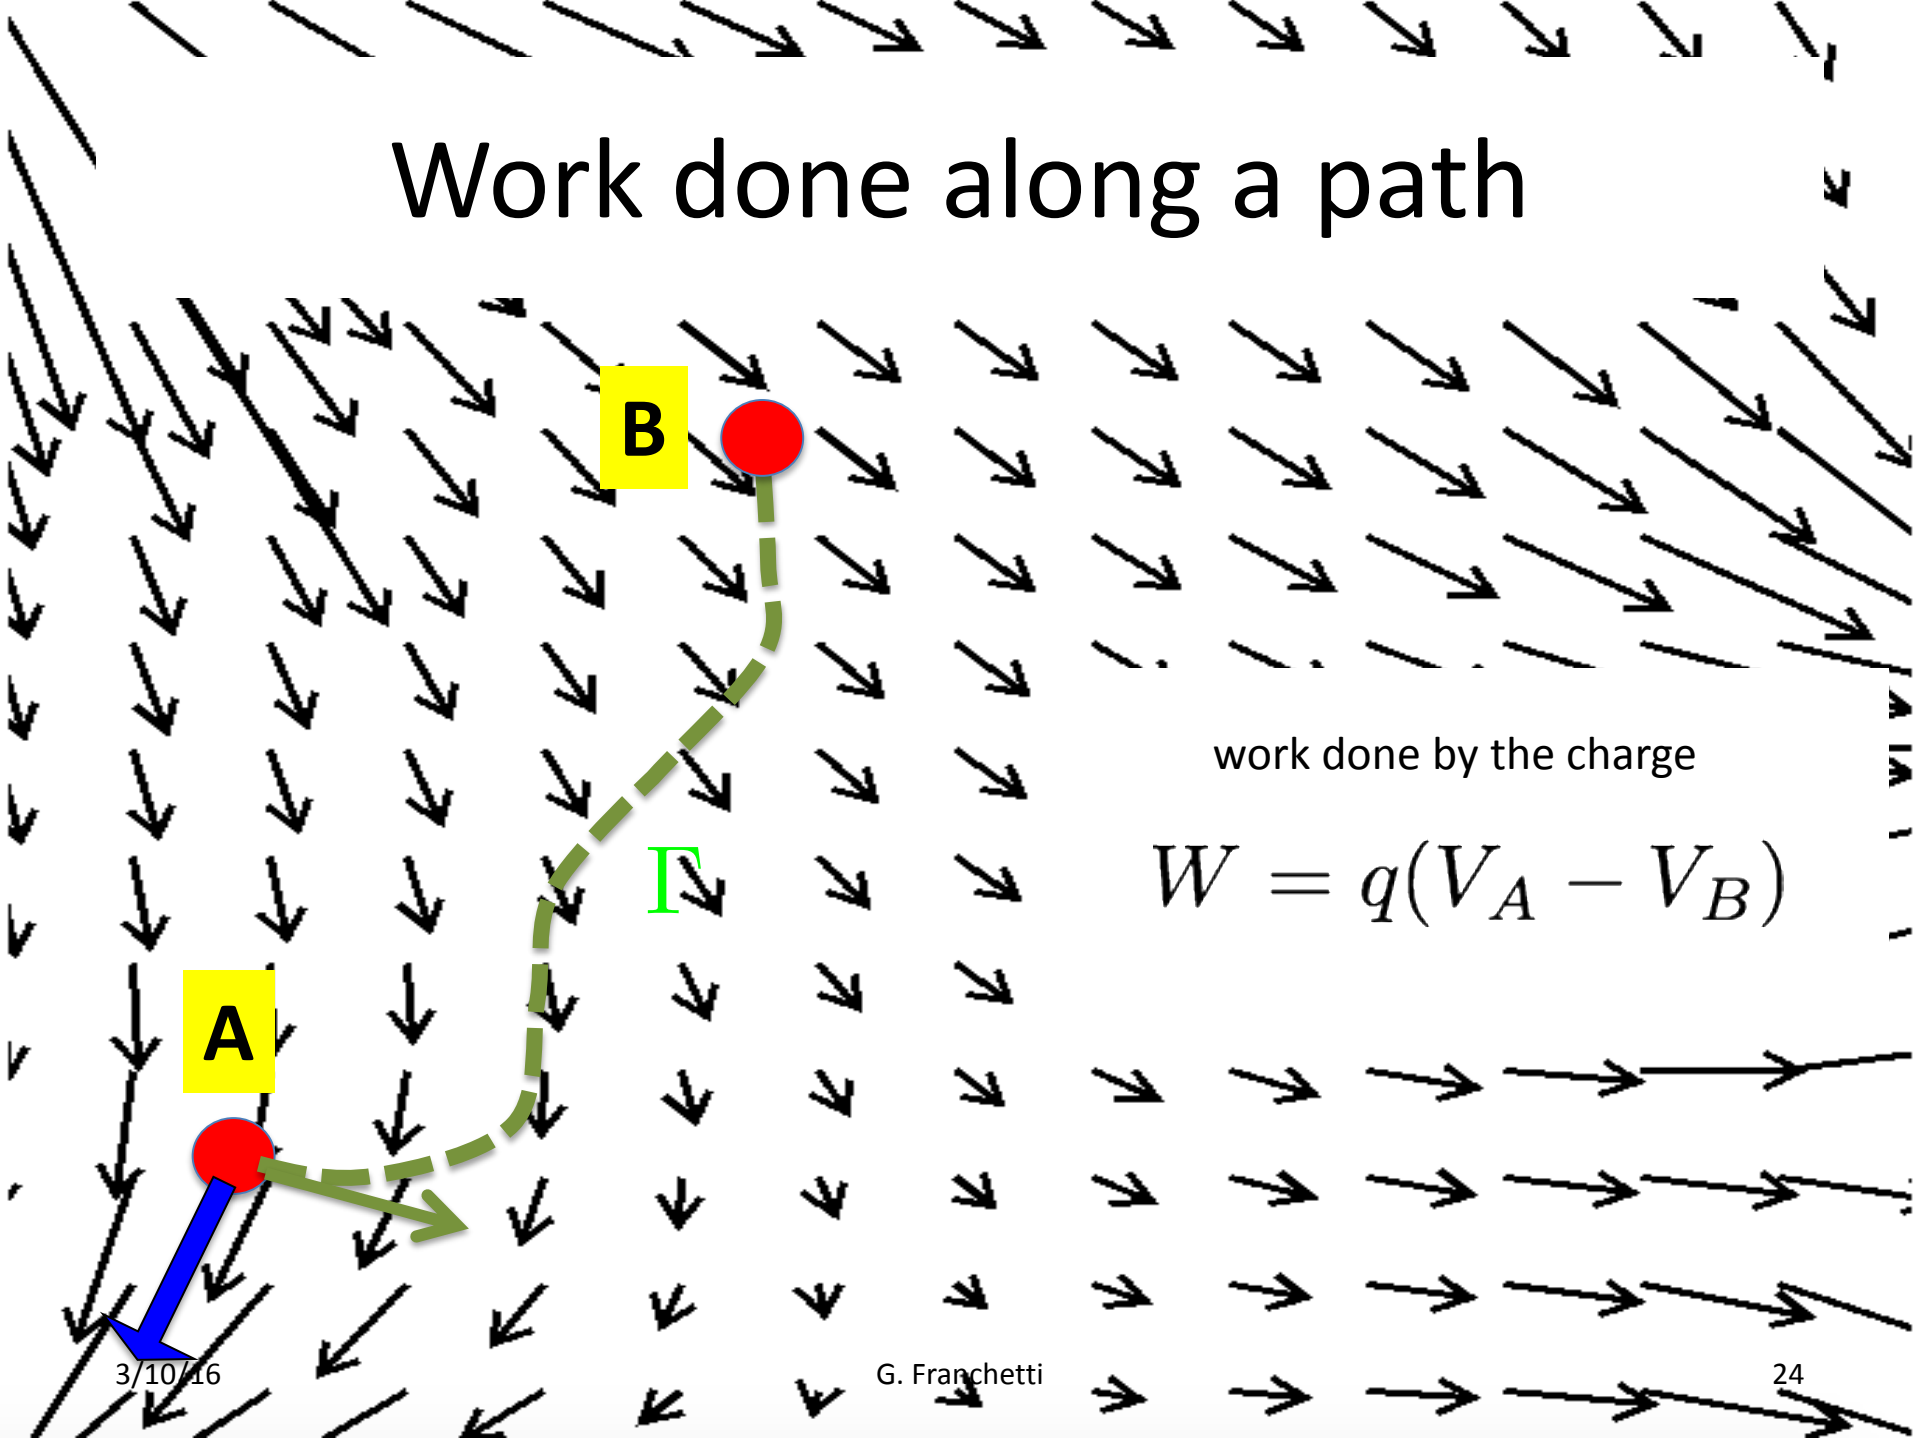 Work done along a path
B
work done by the charge
Γ
W = q(V_A − V_B)
A
3/10/16
G. Franchetti
24